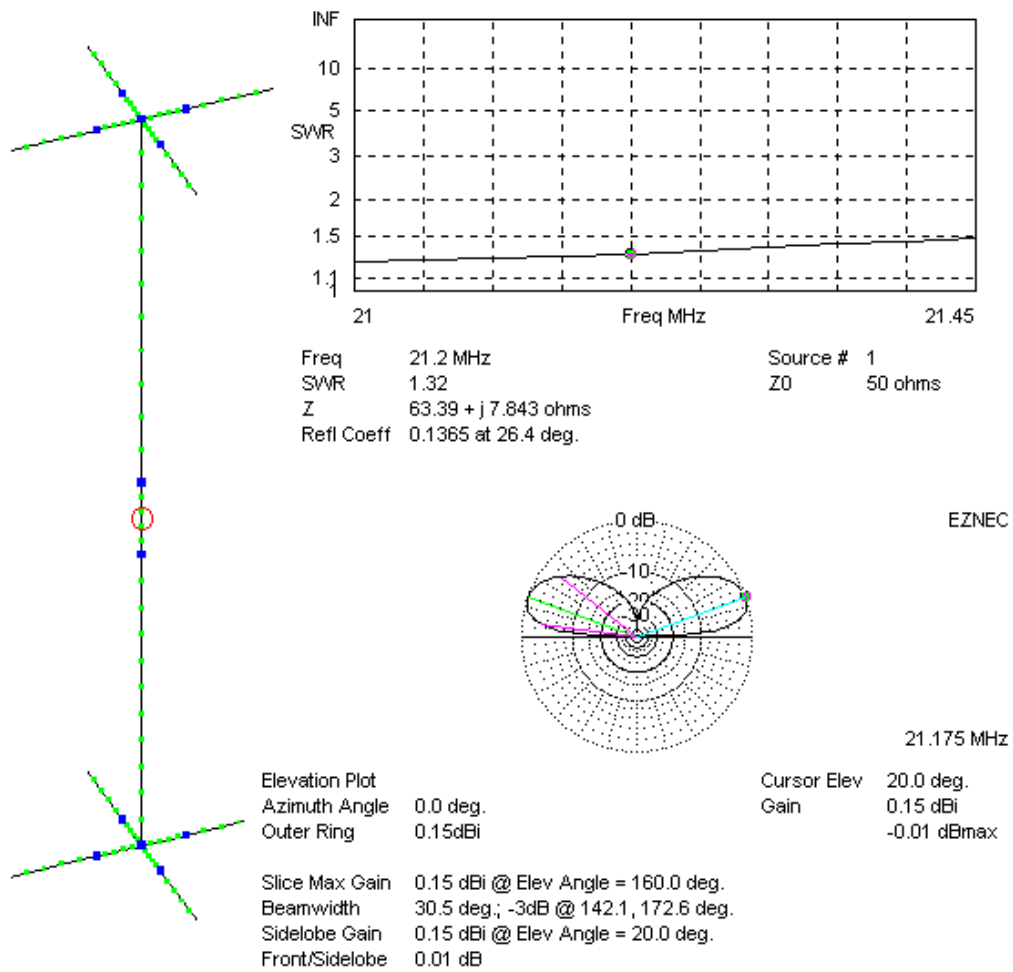 INF
10
5
SWR
3
2
1.5
1.1
21 Freq MHz 21.45
Freq 21.2 MHz Source # 1
SWR 1.32 Z0 50 ohms
Z 63.39 + j 7.843 ohms
Refl Coeff 0.1365 at 26.4 deg.
0 dB EZNEC
-10
-20
-30
21.175 MHz
Elevation Plot Cursor Elev 20.0 deg.
Azimuth Angle 0.0 deg. Gain 0.15 dBi
Outer Ring 0.15dBi -0.01 dBmax
Slice Max Gain 0.15 dBi @ Elev Angle = 160.0 deg.
Beamwidth 30.5 deg.; -3dB @ 142.1, 172.6 deg.
Sidelobe Gain 0.15 dBi @ Elev Angle = 20.0 deg.
Front/Sidelobe 0.01 dB